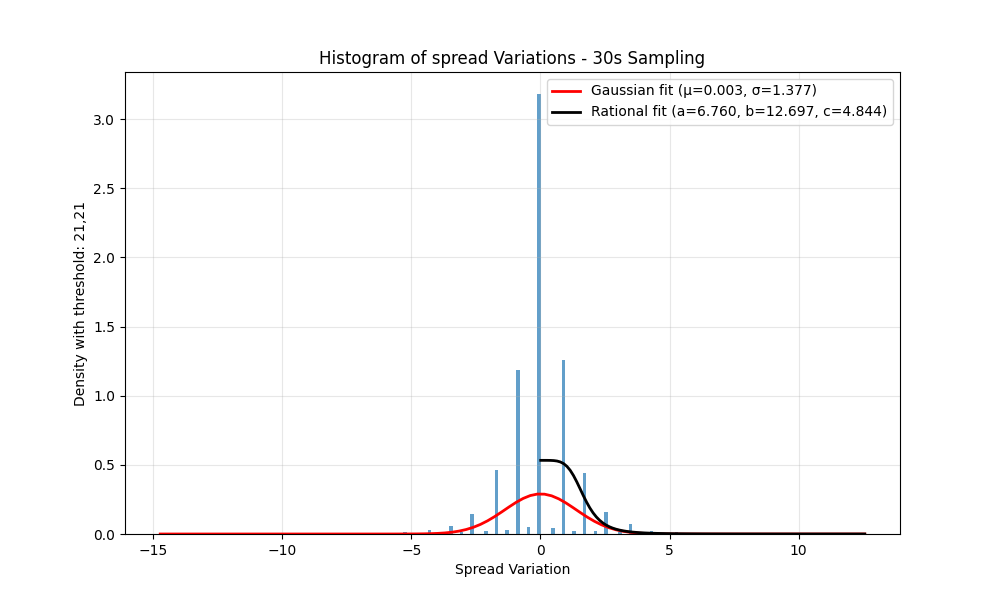 Histogram of spread Variations - 30s Sampling
Gaussian fit (μ=0.003, σ=1.377)
Rational fit (a=6.760, b=12.697, c=4.844)
Density with threshold: 21,21
3.0
2.5
2.0
1.5
1.0
0.5
0.0
−15
−10
−5
0
5
10
Spread Variation